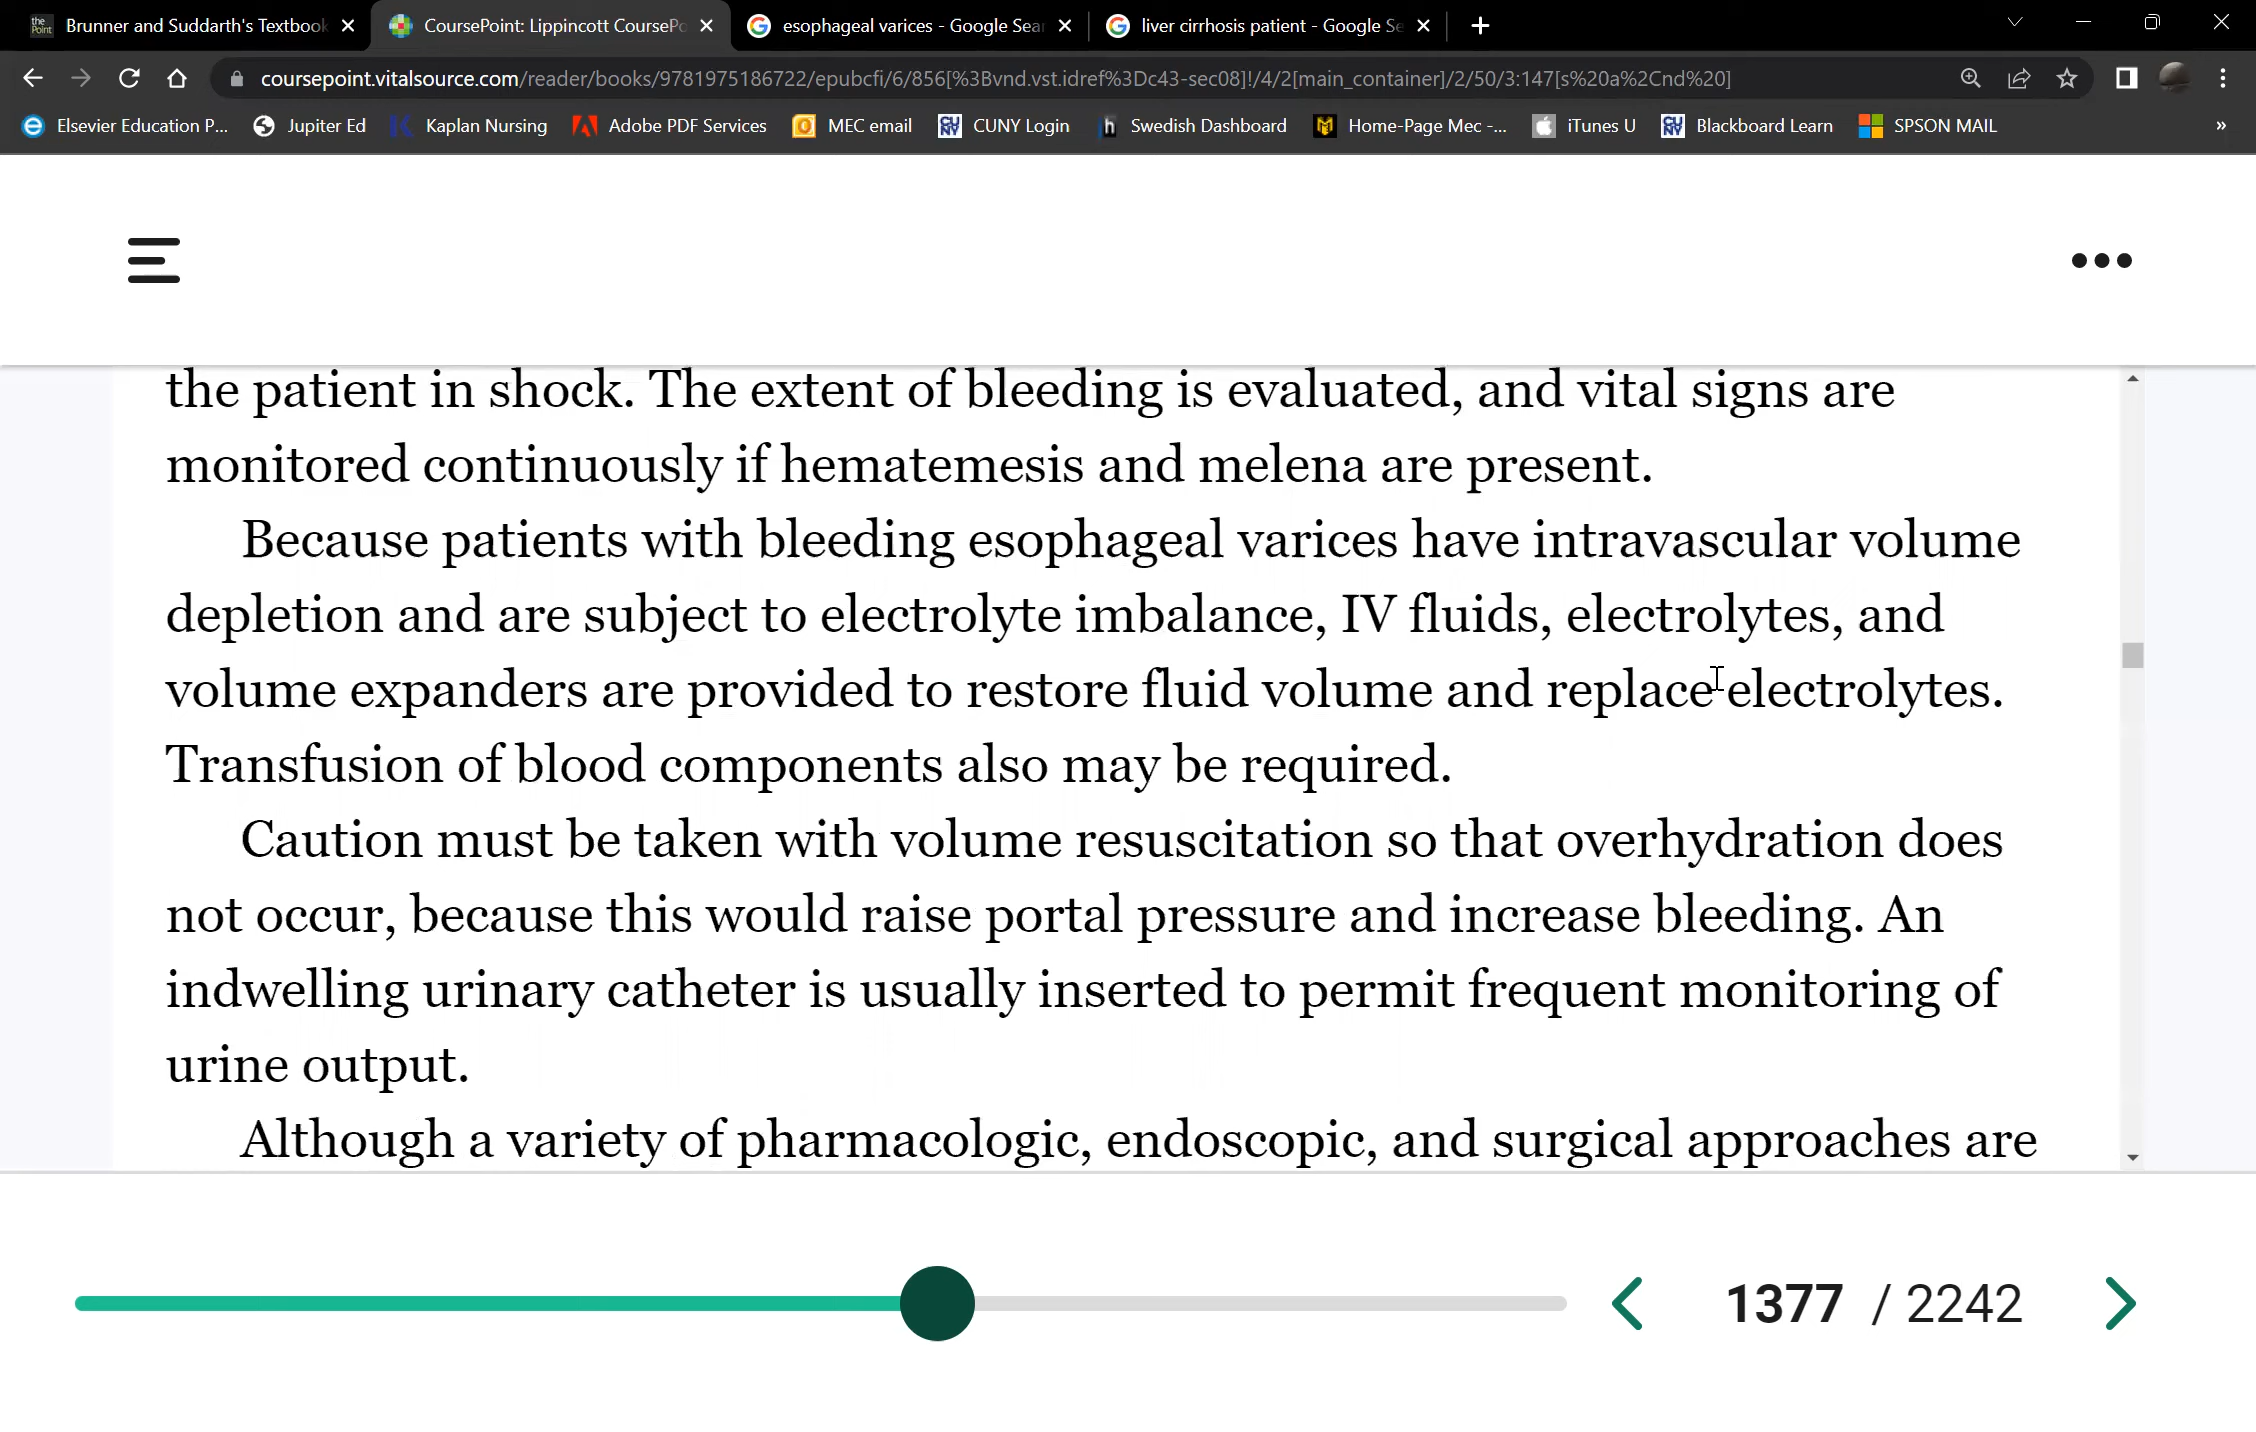 Brunner and Suddarth's Textbook
CoursePoint: Lippincott CoursePo
esophageal varices - Google Sear
liver cirrhosis patient - Google Se
coursepoint.vitalsource.com/reader/books/9781975186722/epubcfi/6/856[%3Bvnd.vst.idref%3Dc43-sec08]!/4/2[main_container]/2/50/3:147[s%20a%2Cnd%20]
Elsevier Education P... Jupiter Ed Kaplan Nursing Adobe PDF Services MEC email CUNY Login Swedish Dashboard Home-Page Mec -... iTunes U Blackboard Learn SPSON MAIL »
the patient in shock. The extent of bleeding is evaluated, and vital signs are
monitored continuously if hematemesis and melena are present.
Because patients with bleeding esophageal varices have intravascular volume
depletion and are subject to electrolyte imbalance, IV fluids, electrolytes, and
volume expanders are provided to restore fluid volume and replace electrolytes.
Transfusion of blood components also may be required.
Caution must be taken with volume resuscitation so that overhydration does
not occur, because this would raise portal pressure and increase bleeding. An
indwelling urinary catheter is usually inserted to permit frequent monitoring of
urine output.
Although a variety of pharmacologic, endoscopic, and surgical approaches are
1377 / 2242